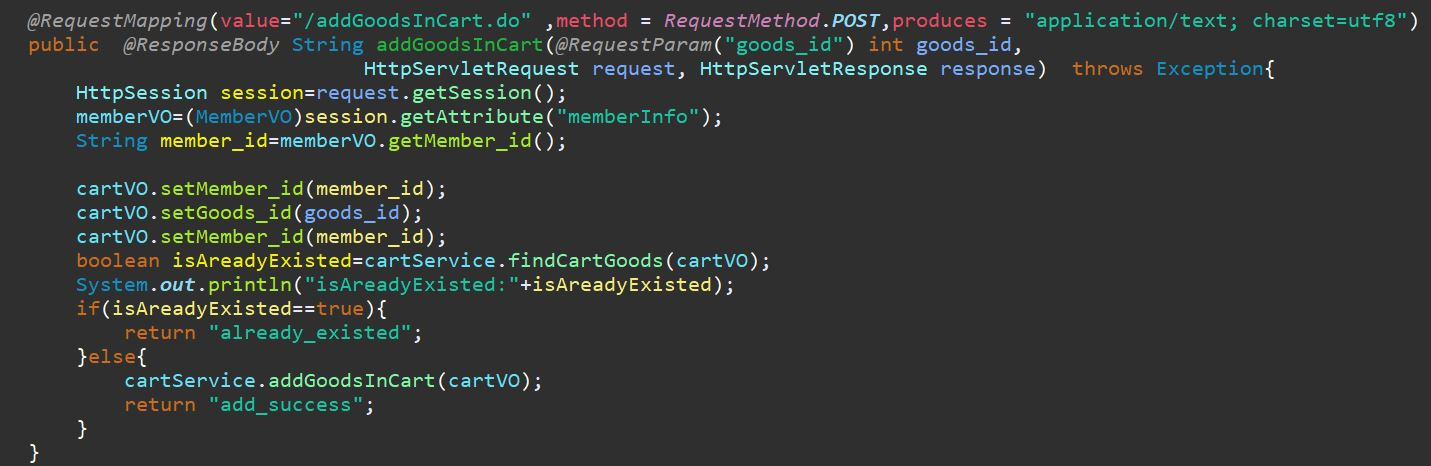 @RequestMapping(value="/addGoodsInCart.do" ,method = RequestMethod.POST,produces = "application/text; charset=utf8")
public  @ResponseBody String addGoodsInCart(@RequestParam("goods_id") int goods_id,
                            HttpServletRequest request, HttpServletResponse response)  throws Exception{
    HttpSession session=request.getSession();
    memberVO=(MemberVO)session.getAttribute("memberInfo");
    String member_id=memberVO.getMember_id();

    cartVO.setMember_id(member_id);
    cartVO.setGoods_id(goods_id);
    cartVO.setMember_id(member_id);
    boolean isAreadyExisted=cartService.findCartGoods(cartVO);
    System.out.println("isAreadyExisted:"+isAreadyExisted);
    if(isAreadyExisted==true){
        return "already_existed";
    }else{
        cartService.addGoodsInCart(cartVO);
        return "add_success";
    }
}